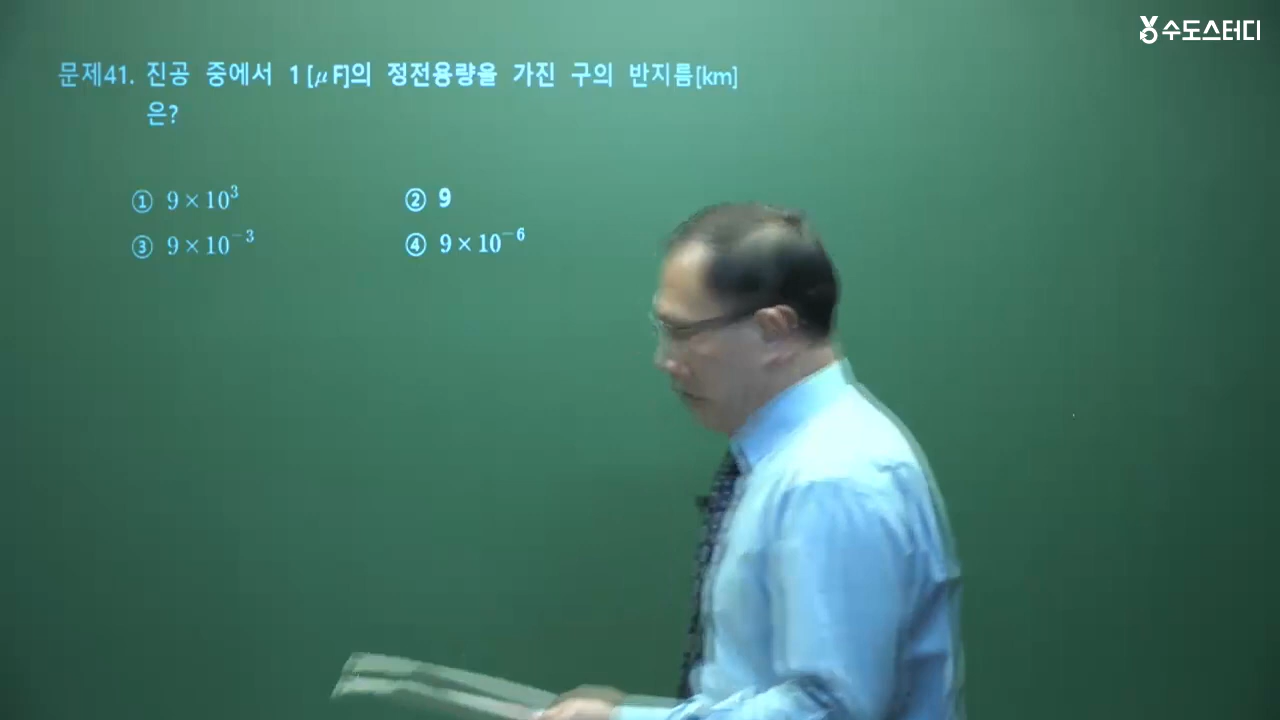 수도스터디
문제41. 진공 중에서 1 [μF]의 정전용량을 가진 구의 반지름[km]
은?
① 9×10³ ② 9
③ 9×10⁻³ ④ 9×10⁻⁶